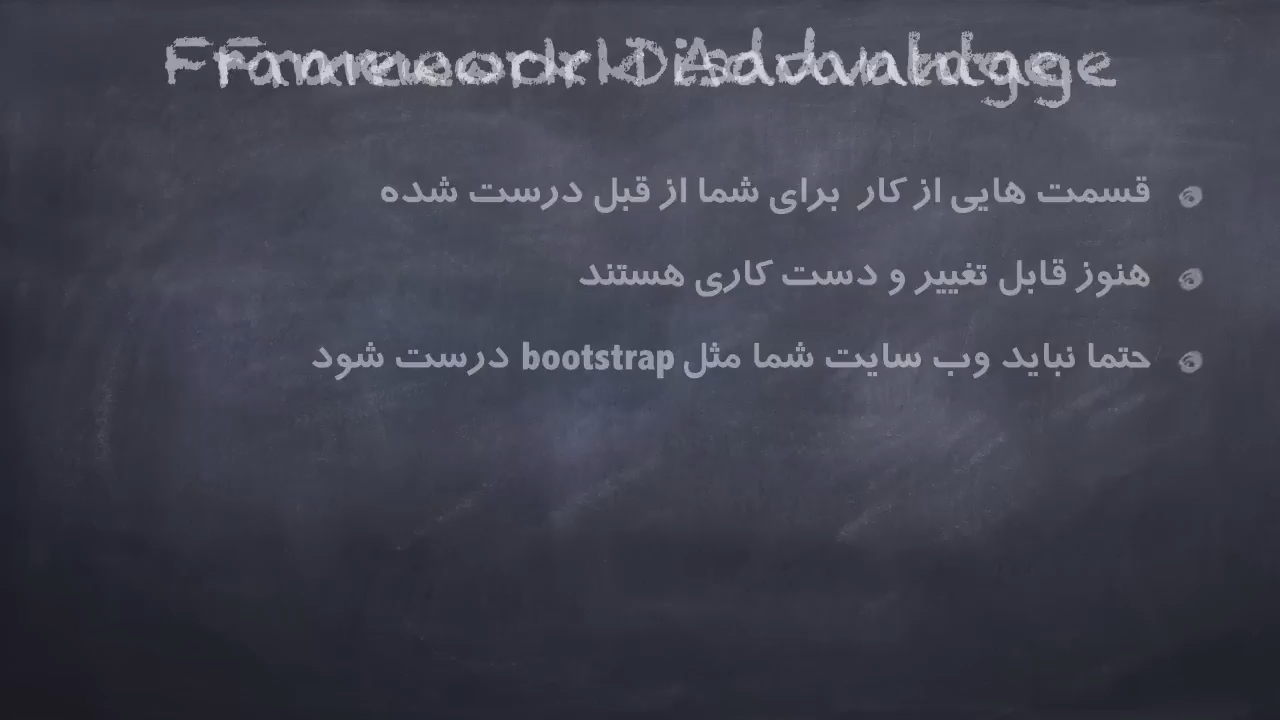 Framework
قسمت هایی از کار برای شما از قبل درست شده
هنوز قابل تغییر و دست کاری هستند
حتما نباید وب سایت شما مثل bootstrap درست شود